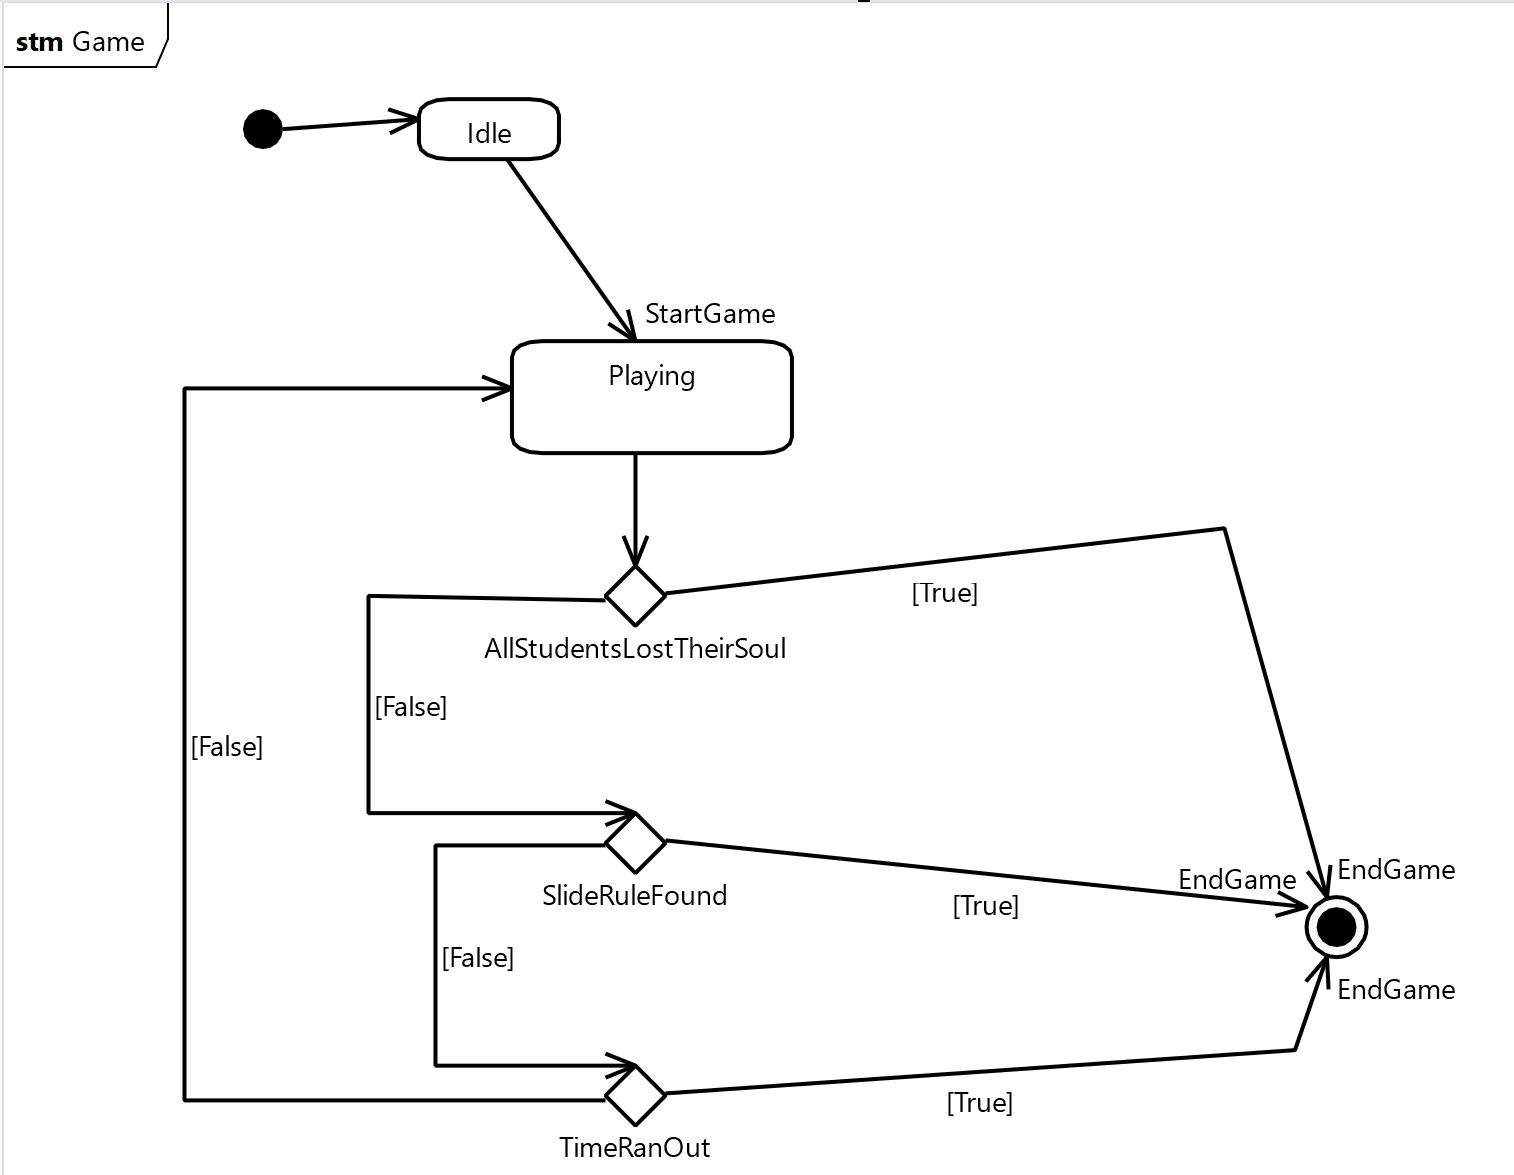 stm Game
Idle
StartGame
Playing
[True]
AllStudentsLostTheirSoul
[False]
[False]
EndGame
EndGame
SlideRuleFound
[True]
[False]
EndGame
[True]
TimeRanOut